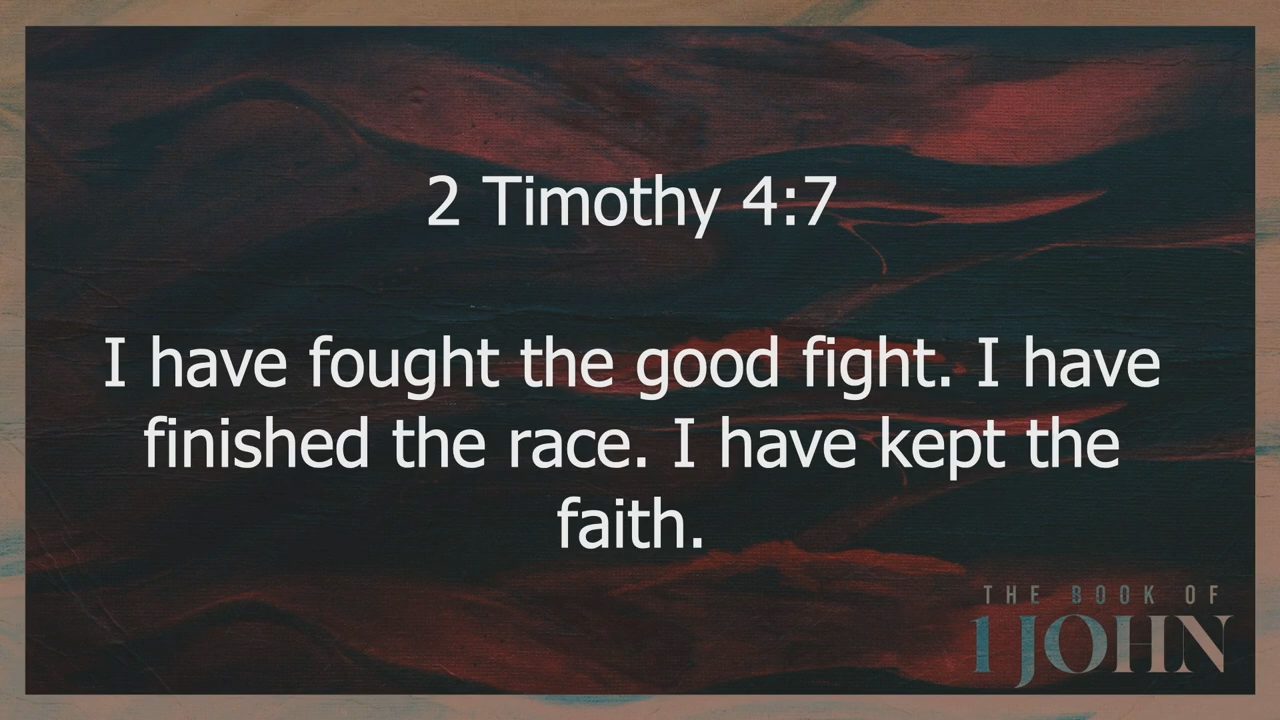 2 Timothy 4:7
I have fought the good fight. I have
finished the race. I have kept the
faith.
THE BOOK OF
1 JOHN